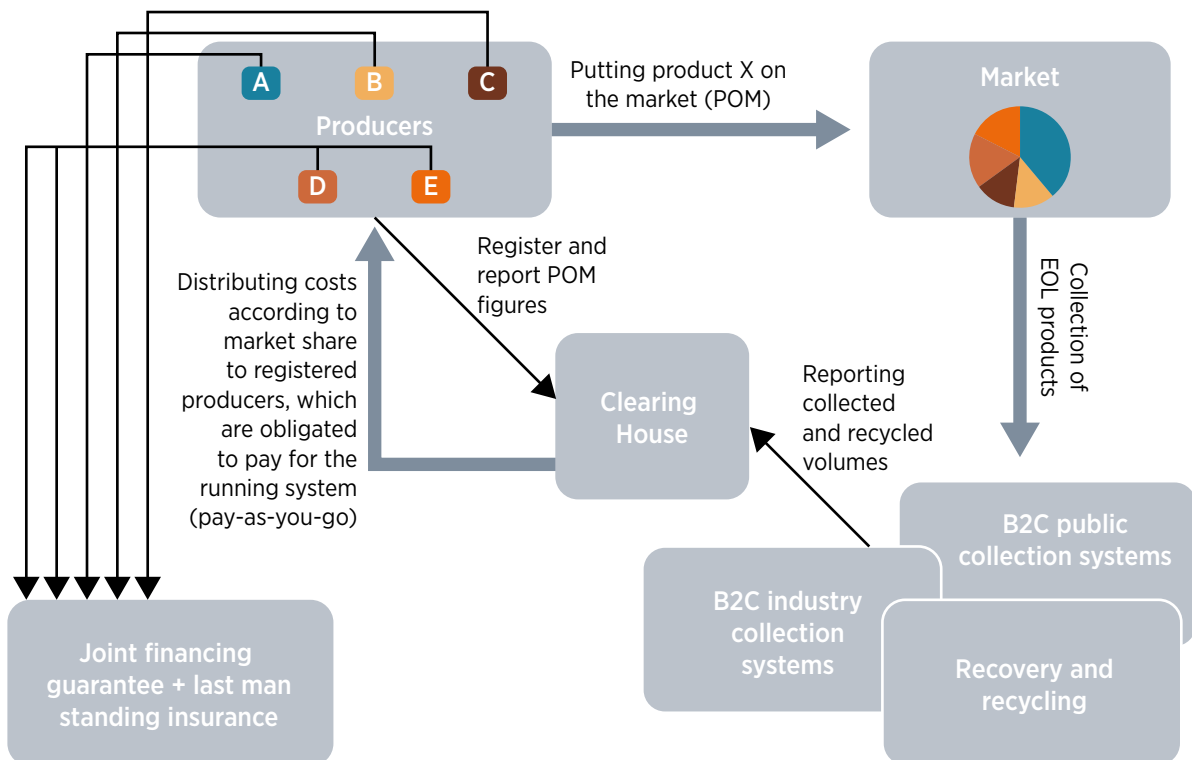 A
B
C
Producers
D
E
Putting product X on
the market (POM)
Market
Distributing costs
according to
market share
to registered
producers, which
are obligated
to pay for the
running system
(pay-as-you-go)
Register and
report POM
figures
Collection of
EOL products
Clearing
House
Reporting
collected
and recycled
volumes
B2C public
collection systems
B2C industry
collection
systems
Recovery and
recycling
Joint financing
guarantee + last man
standing insurance